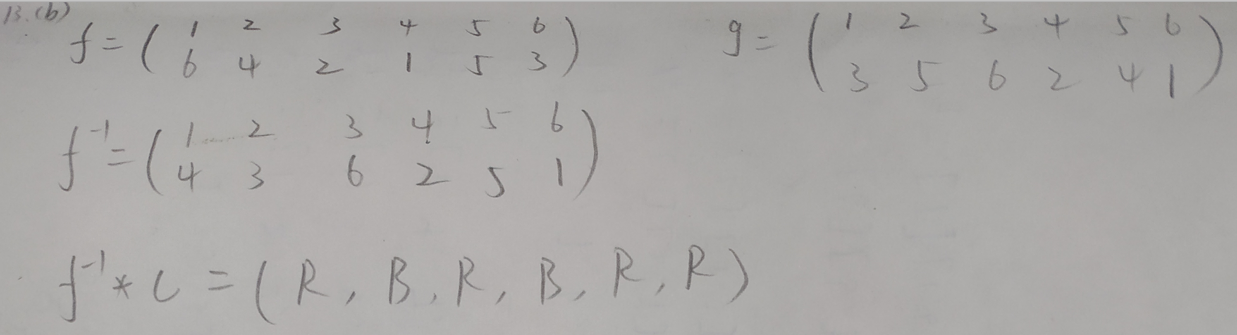 13.(b)
f = ( 1 2 3 4 5 6 ) g = ( 1 2 3 4 5 6 )
6 4 2 1 5 3 3 5 6 2 4 1
f⁻¹ = ( 1 2 3 4 5 6 )
4 3 6 2 5 1
f⁻¹ * C = ( R, B, R, B, R, R )